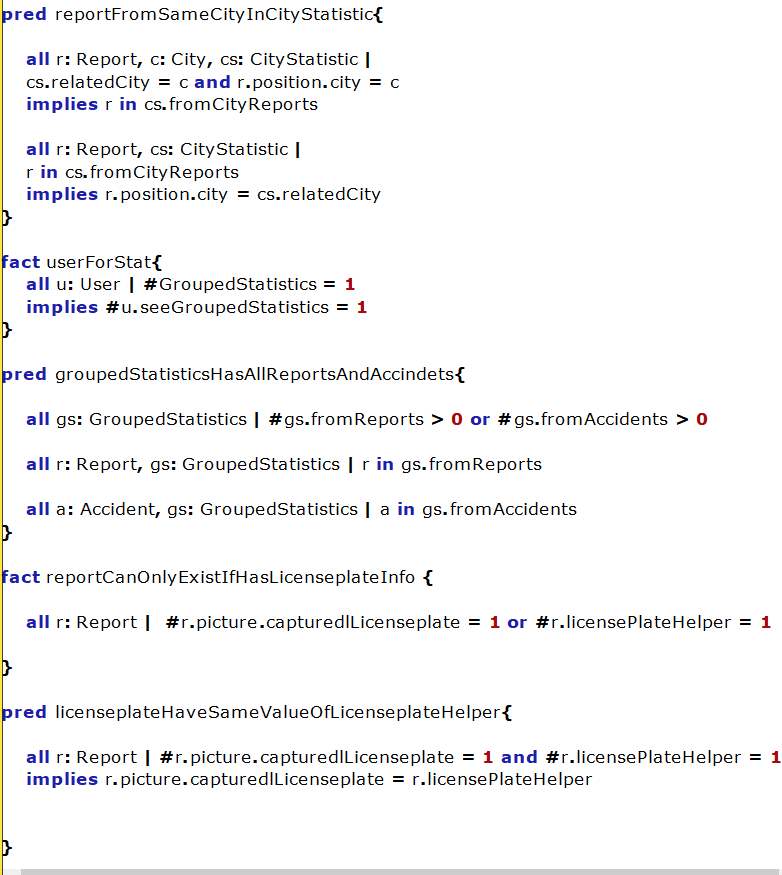 pred reportFromSameCityInCityStatistic{
all r: Report, c: City, cs: CityStatistic |
cs.relatedCity = c and r.position.city = c
implies r in cs.fromCityReports
all r: Report, cs: CityStatistic |
r in cs.fromCityReports
implies r.position.city = cs.relatedCity
}
fact userForStat{
all u: User | #GroupedStatistics = 1
implies #u.seeGroupedStatistics = 1
}
pred groupedStatisticsHasAllReportsAndAccindets{
all gs: GroupedStatistics | #gs.fromReports > 0 or #gs.fromAccidents > 0
all r: Report, gs: GroupedStatistics | r in gs.fromReports
all a: Accident, gs: GroupedStatistics | a in gs.fromAccidents
}
fact reportCanOnlyExistIfHasLicenseplateInfo {
all r: Report | #r.picture.capturedlLicenseplate = 1 or #r.licensePlateHelper = 1
}
pred licenseplateHaveSameValueOfLicenseplateHelper{
all r: Report | #r.picture.capturedlLicenseplate = 1 and #r.licensePlateHelper = 1
implies r.picture.capturedlLicenseplate = r.licensePlateHelper
}